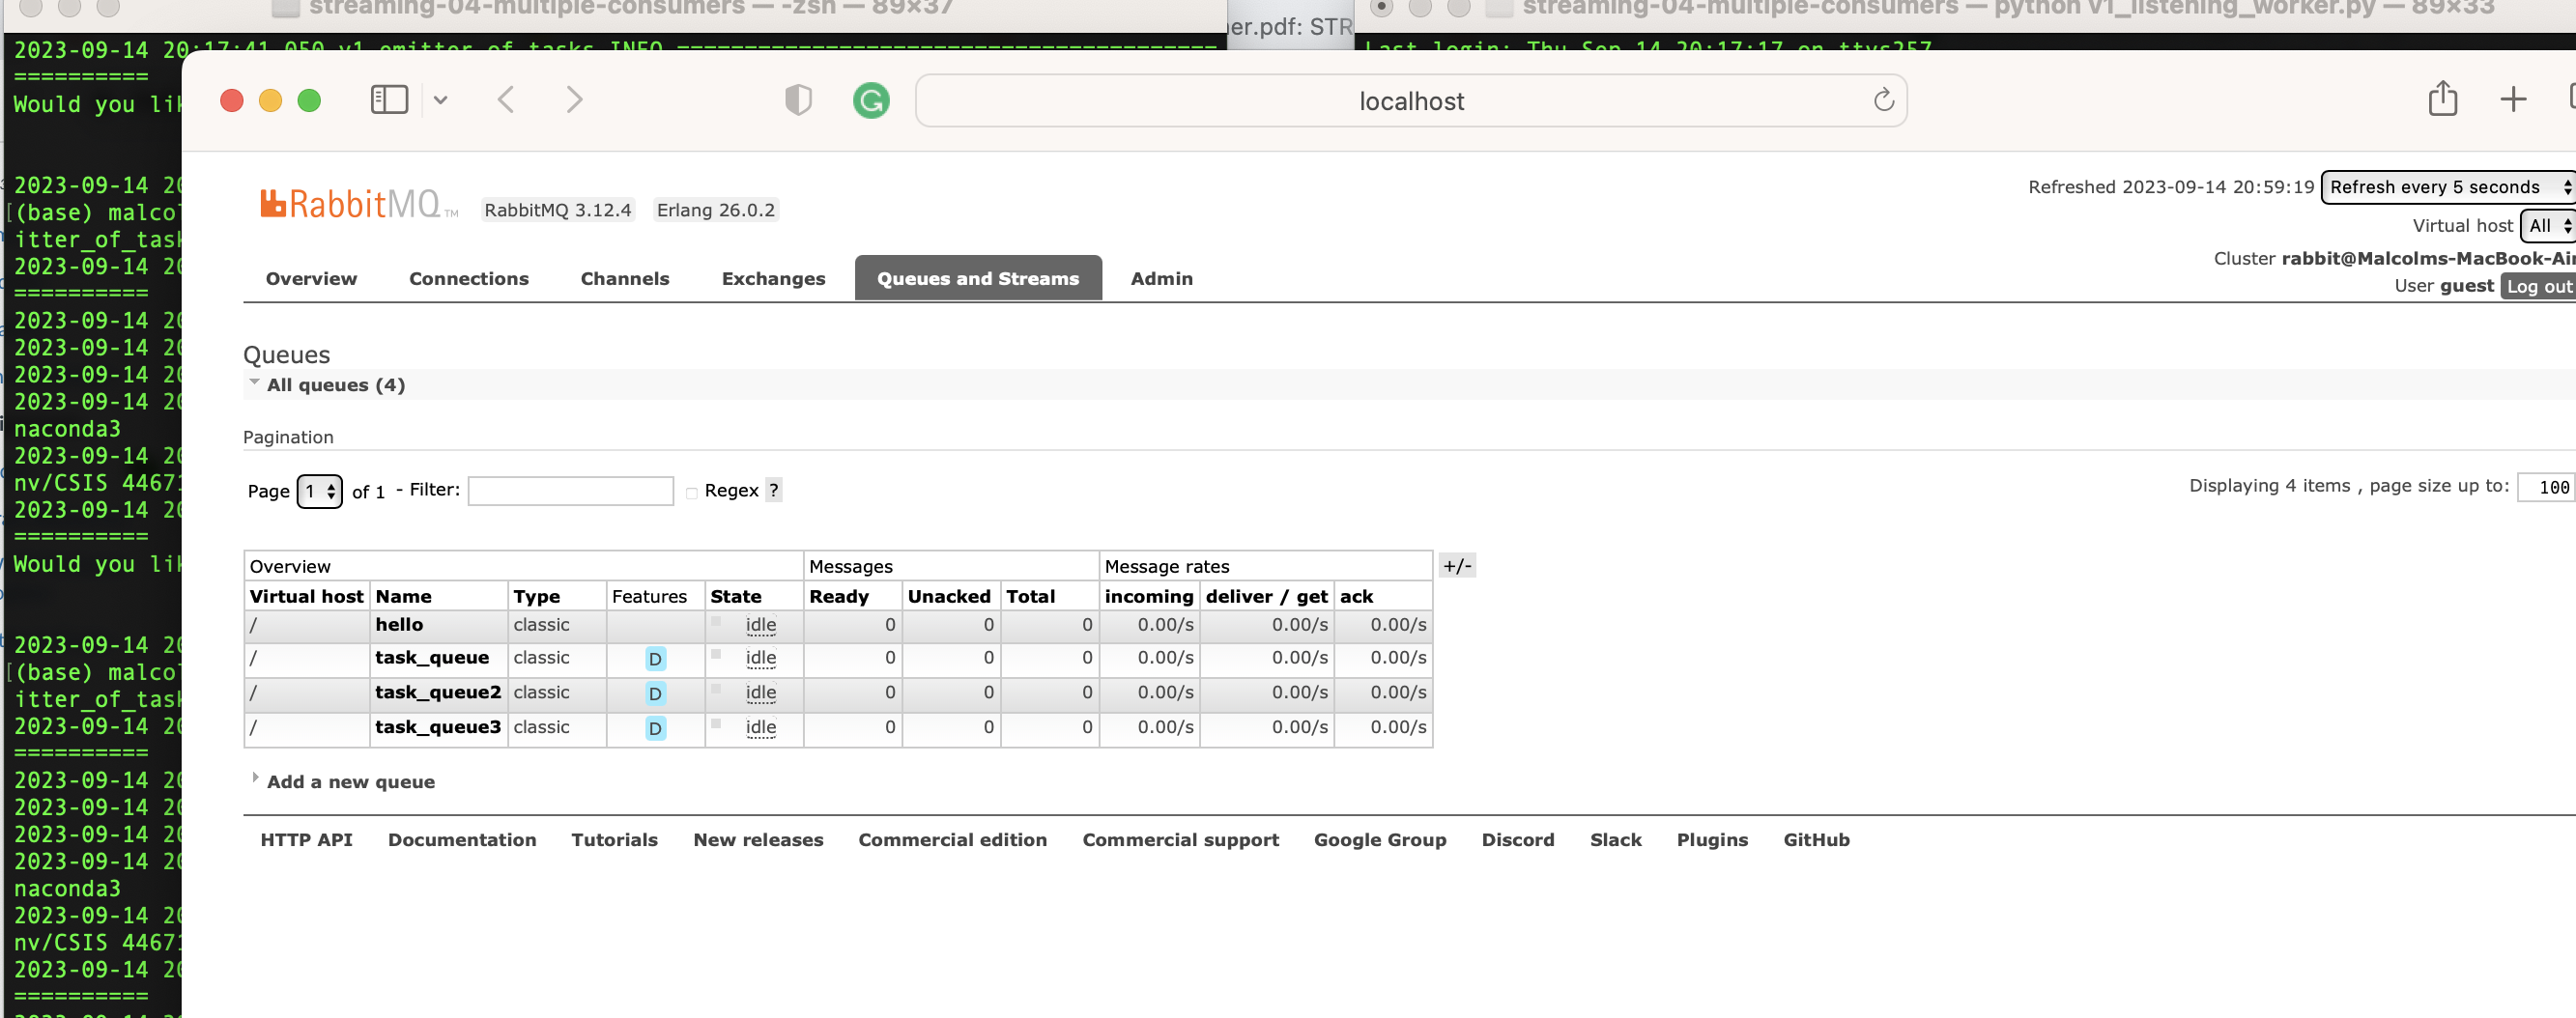 streaming-04-multiple-consumers — -zsh — 89×37
streaming-04-multiple-consumers — python v1_listening_worker.py — 89×33
er.pdf: STR
2023-09-14 20:17:41,050 v1_emitter_of_tasks INFO ========================================
Last login: Thu Sep 14 20:17:17 on ttys257
==========
Would you lik
localhost
2023-09-14 20
[(base) malcol
itter_of_task
2023-09-14 20
==========
2023-09-14 20
2023-09-14 20
2023-09-14 20
2023-09-14 20
naconda3
2023-09-14 20
nv/CSIS 44671
2023-09-14 20
==========
Would you lik
2023-09-14 20
[(base) malcol
itter_of_task
2023-09-14 20
==========
2023-09-14 20
2023-09-14 20
2023-09-14 20
2023-09-14 20
naconda3
2023-09-14 20
nv/CSIS 44671
2023-09-14 20
==========
RabbitMQ TM RabbitMQ 3.12.4 Erlang 26.0.2
Refreshed 2023-09-14 20:59:19 Refresh every 5 seconds
Virtual host All
Cluster rabbit@Malcolms-MacBook-Air
User guest Log out
Overview Connections Channels Exchanges Queues and Streams Admin
Queues
All queues (4)
Pagination
Page 1 of 1 - Filter: Regex ?
Displaying 4 items , page size up to: 100
Overview Messages Message rates +/-
Virtual host Name Type Features State Ready Unacked Total incoming deliver / get ack
/ hello classic idle 0 0 0 0.00/s 0.00/s 0.00/s
/ task_queue classic D idle 0 0 0 0.00/s 0.00/s 0.00/s
/ task_queue2 classic D idle 0 0 0 0.00/s 0.00/s 0.00/s
/ task_queue3 classic D idle 0 0 0 0.00/s 0.00/s 0.00/s
Add a new queue
HTTP API Documentation Tutorials New releases Commercial edition Commercial support Google Group Discord Slack Plugins GitHub